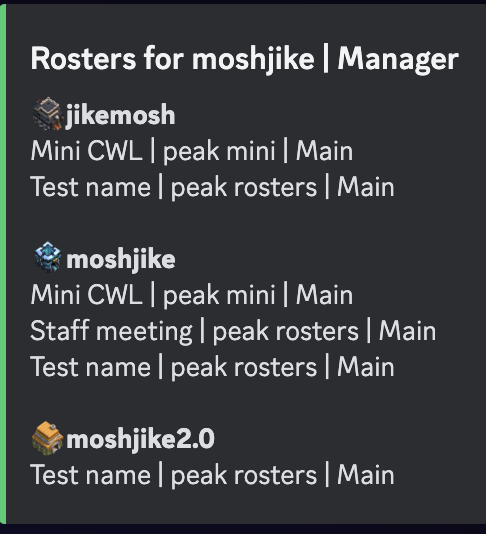 Rosters for moshjike | Manager
jikemosh
Mini CWL | peak mini | Main
Test name | peak rosters | Main
moshjike
Mini CWL | peak mini | Main
Staff meeting | peak rosters | Main
Test name | peak rosters | Main
moshjike2.0
Test name | peak rosters | Main